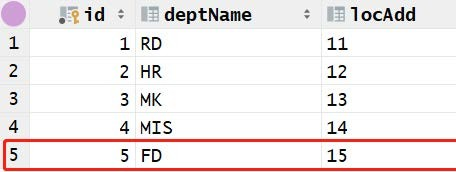 id deptName locAdd
1 1 RD 11
2 2 HR 12
3 3 MK 13
4 4 MIS 14
5 5 FD 15